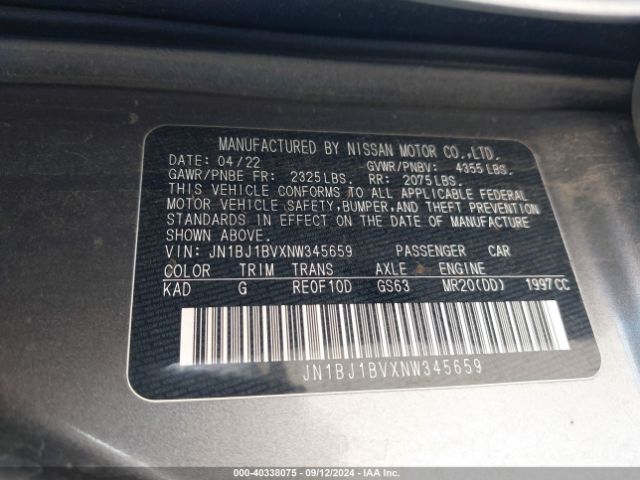 MANUFACTURED BY NISSAN MOTOR CO.,LTD.
DATE: 04/22 GVWR/PNBV: 4355 LBS.
GAWR/PNBE FR: 2325LBS. RR: 2075LBS.
THIS VEHICLE CONFORMS TO ALL APPLICABLE FEDERAL
MOTOR VEHICLE SAFETY, BUMPER, AND THEFT PREVENTION
STANDARDS IN EFFECT ON THE DATE OF MANUFACTURE
SHOWN ABOVE.
VIN: JN1BJ1BVXNW345659 PASSENGER CAR
COLOR TRIM TRANS AXLE ENGINE
KAD G RE0F10D GS63 MR20(DD) 1997CC
JN1BJ1BVXNW345659
© - 40338075 - 09/12/2024 - IAA Inc.